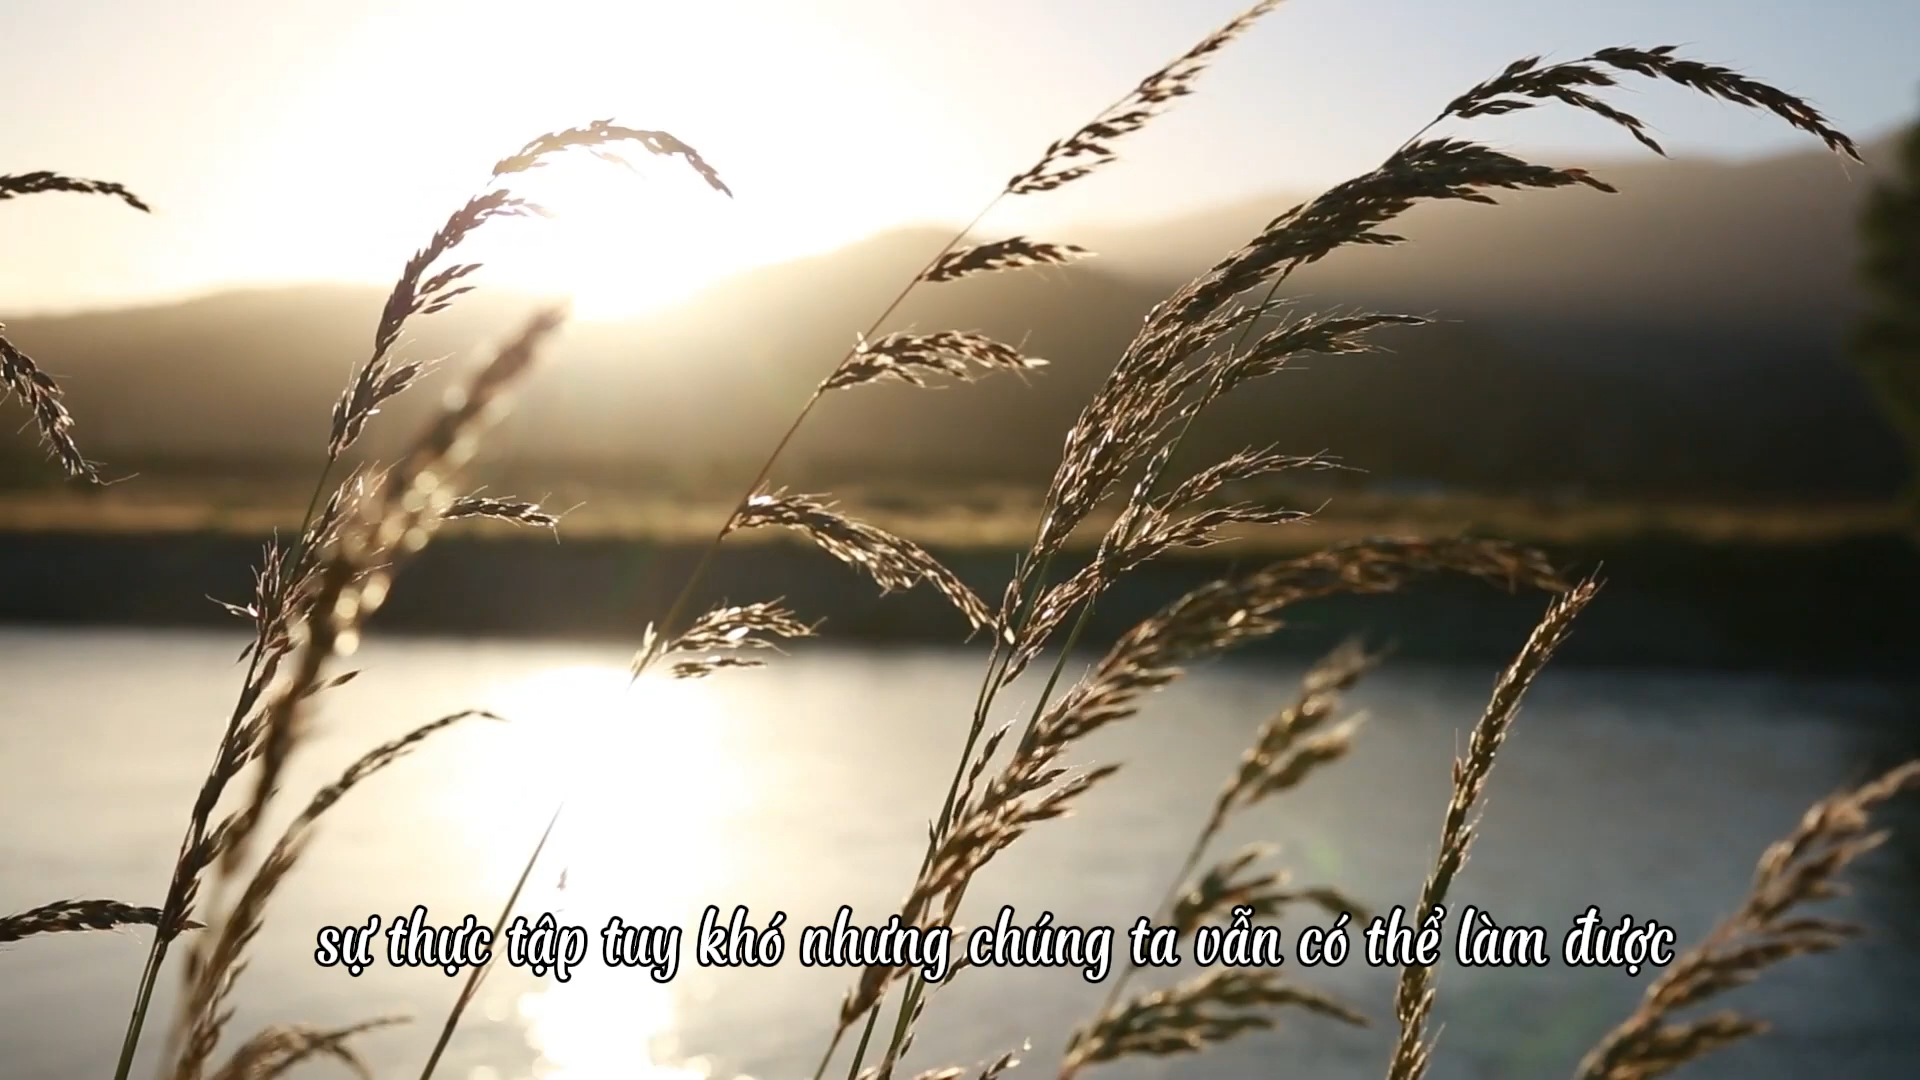 sự thực tập tuy khó nhưng chúng ta vẫn có thể làm được